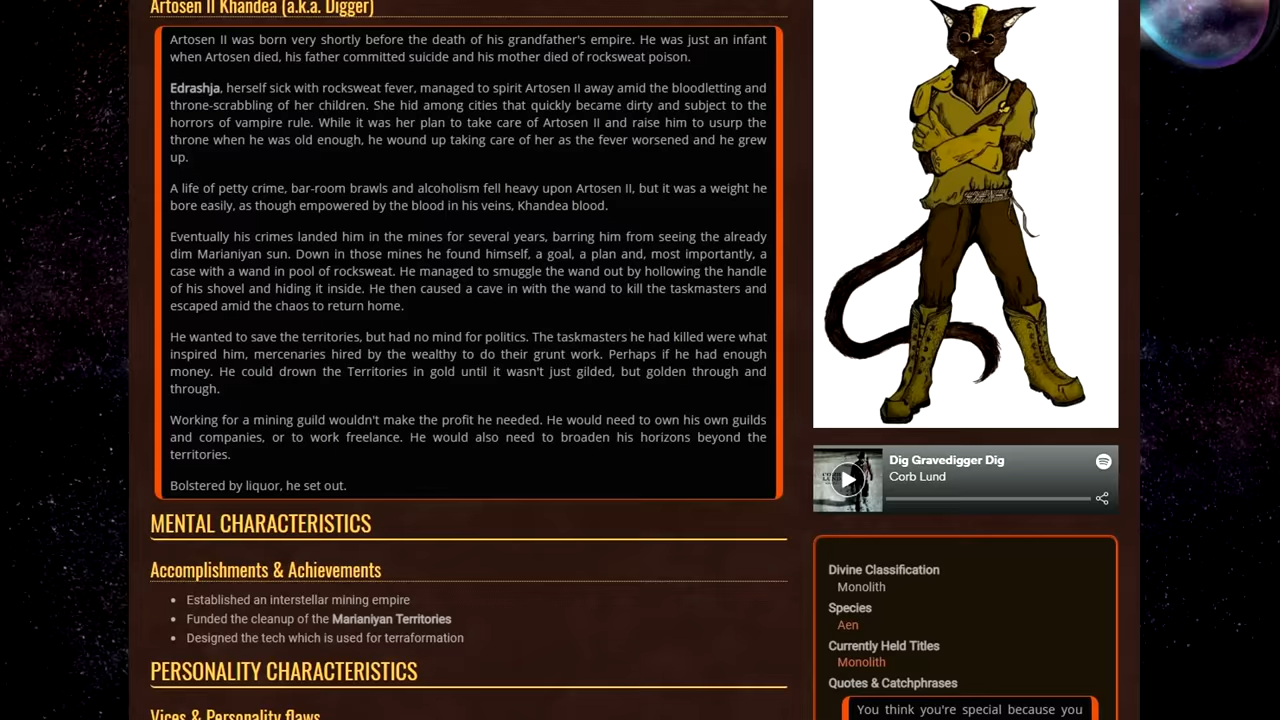 Artosen II Khandea (a.k.a. Digger)
Artosen II was born very shortly before the death of his grandfather's empire. He was just an infant
when Artosen died, his father committed suicide and his mother died of rocksweat poison.
Edrashja, herself sick with rocksweat fever, managed to spirit Artosen II away amid the bloodletting and
throne-scrabbling of her children. She hid among cities that quickly became dirty and subject to the
horrors of vampire rule. While it was her plan to take care of Artosen II and raise him to usurp the
throne when he was old enough, he wound up taking care of her as the fever worsened and he grew
up.
A life of petty crime, bar-room brawls and alcoholism fell heavy upon Artosen II, but it was a weight he
bore easily, as though empowered by the blood in his veins, Khandea blood.
Eventually his crimes landed him in the mines for several years, barring him from seeing the already
dim Marianiyan sun. Down in those mines he found himself, a goal, a plan and, most importantly, a
case with a wand in pool of rocksweat. He managed to smuggle the wand out by hollowing the handle
of his shovel and hiding it inside. He then caused a cave in with the wand to kill the taskmasters and
escaped amid the chaos to return home.
He wanted to save the territories, but had no mind for politics. The taskmasters he had killed were what
inspired him, mercenaries hired by the wealthy to do their grunt work. Perhaps if he had enough
money. He could drown the Territories in gold until it wasn't just gilded, but golden through and
through.
Working for a mining guild wouldn't make the profit he needed. He would need to own his own guilds
and companies, or to work freelance. He would also need to broaden his horizons beyond the
territories.
Bolstered by liquor, he set out.
MENTAL CHARACTERISTICS
Accomplishments & Achievements
Established an interstellar mining empire
Funded the cleanup of the Marianiyan Territories
Designed the tech which is used for terraformation
PERSONALITY CHARACTERISTICS
Vices & Personality flaws
Dig Gravedigger Dig
Corb Lund
Divine Classification
Monolith
Species
Aen
Currently Held Titles
Monolith
Quotes & Catchphrases
You think you're special because you